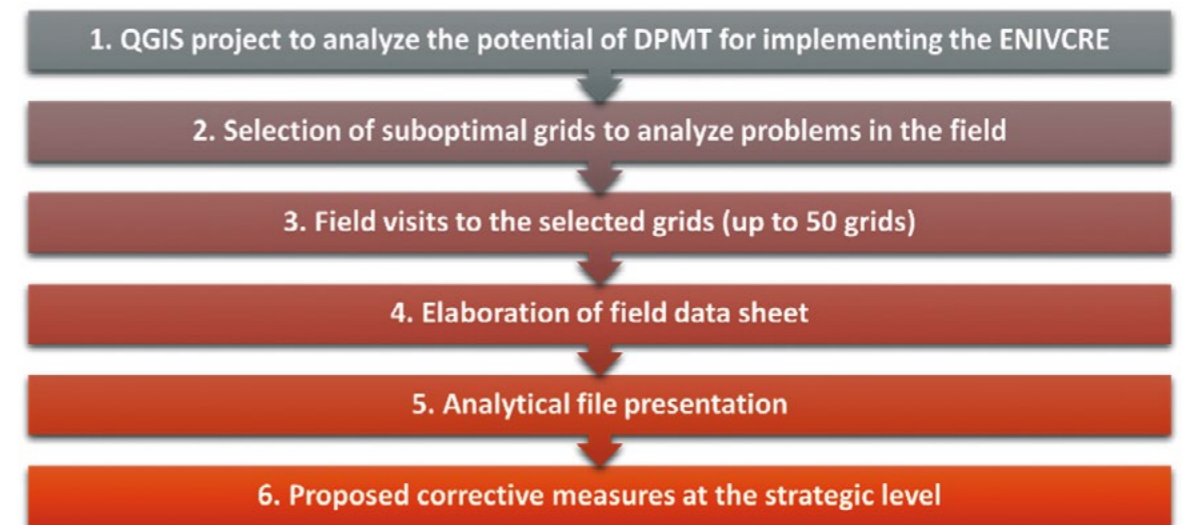 1. QGIS project to analyze the potential of DPMT for implementing the ENIVCRE
2. Selection of suboptimal grids to analyze problems in the field
3. Field visits to the selected grids (up to 50 grids)
4. Elaboration of field data sheet
5. Analytical file presentation
6. Proposed corrective measures at the strategic level